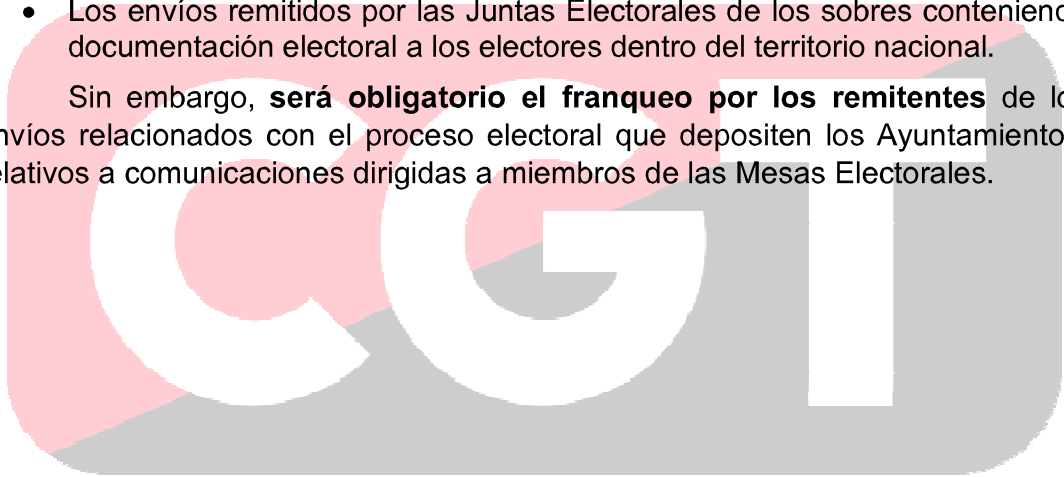 • Los envíos remitidos por las Juntas Electorales de los sobres conteniend
documentación electoral a los electores dentro del territorio nacional.
Sin embargo, será obligatorio el franqueo por los remitentes de lo
nvíos relacionados con el proceso electoral que depositen los Ayuntamiento
elativos a comunicaciones dirigidas a miembros de las Mesas Electorales.
CGT